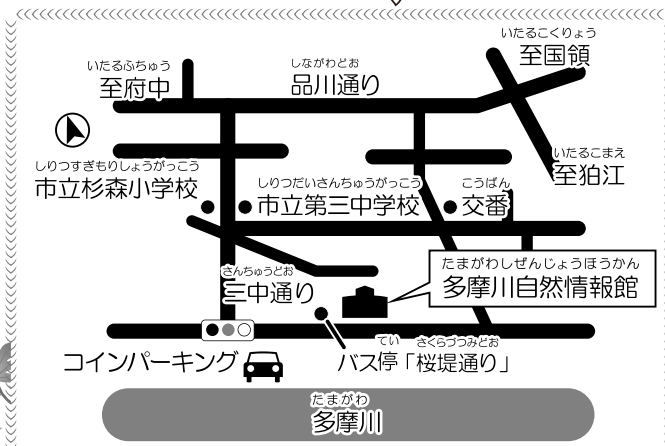 いたるこくりょう
至国領
いたるふちゅう
至府中
しながわどお
品川通り
いたるこまえ
至狛江
しりつすぎもりしょうがっこう
市立杉森小学校
しりつだいさんちゅうがっこう
市立第三中学校
こうばん
交番
さんちゅうどお
三中通り
たまがわしぜんじょうほうかん
多摩川自然情報館
コインパーキング
てい さくらづつみどお
バス停「桜堤通り」
たまがわ
多摩川